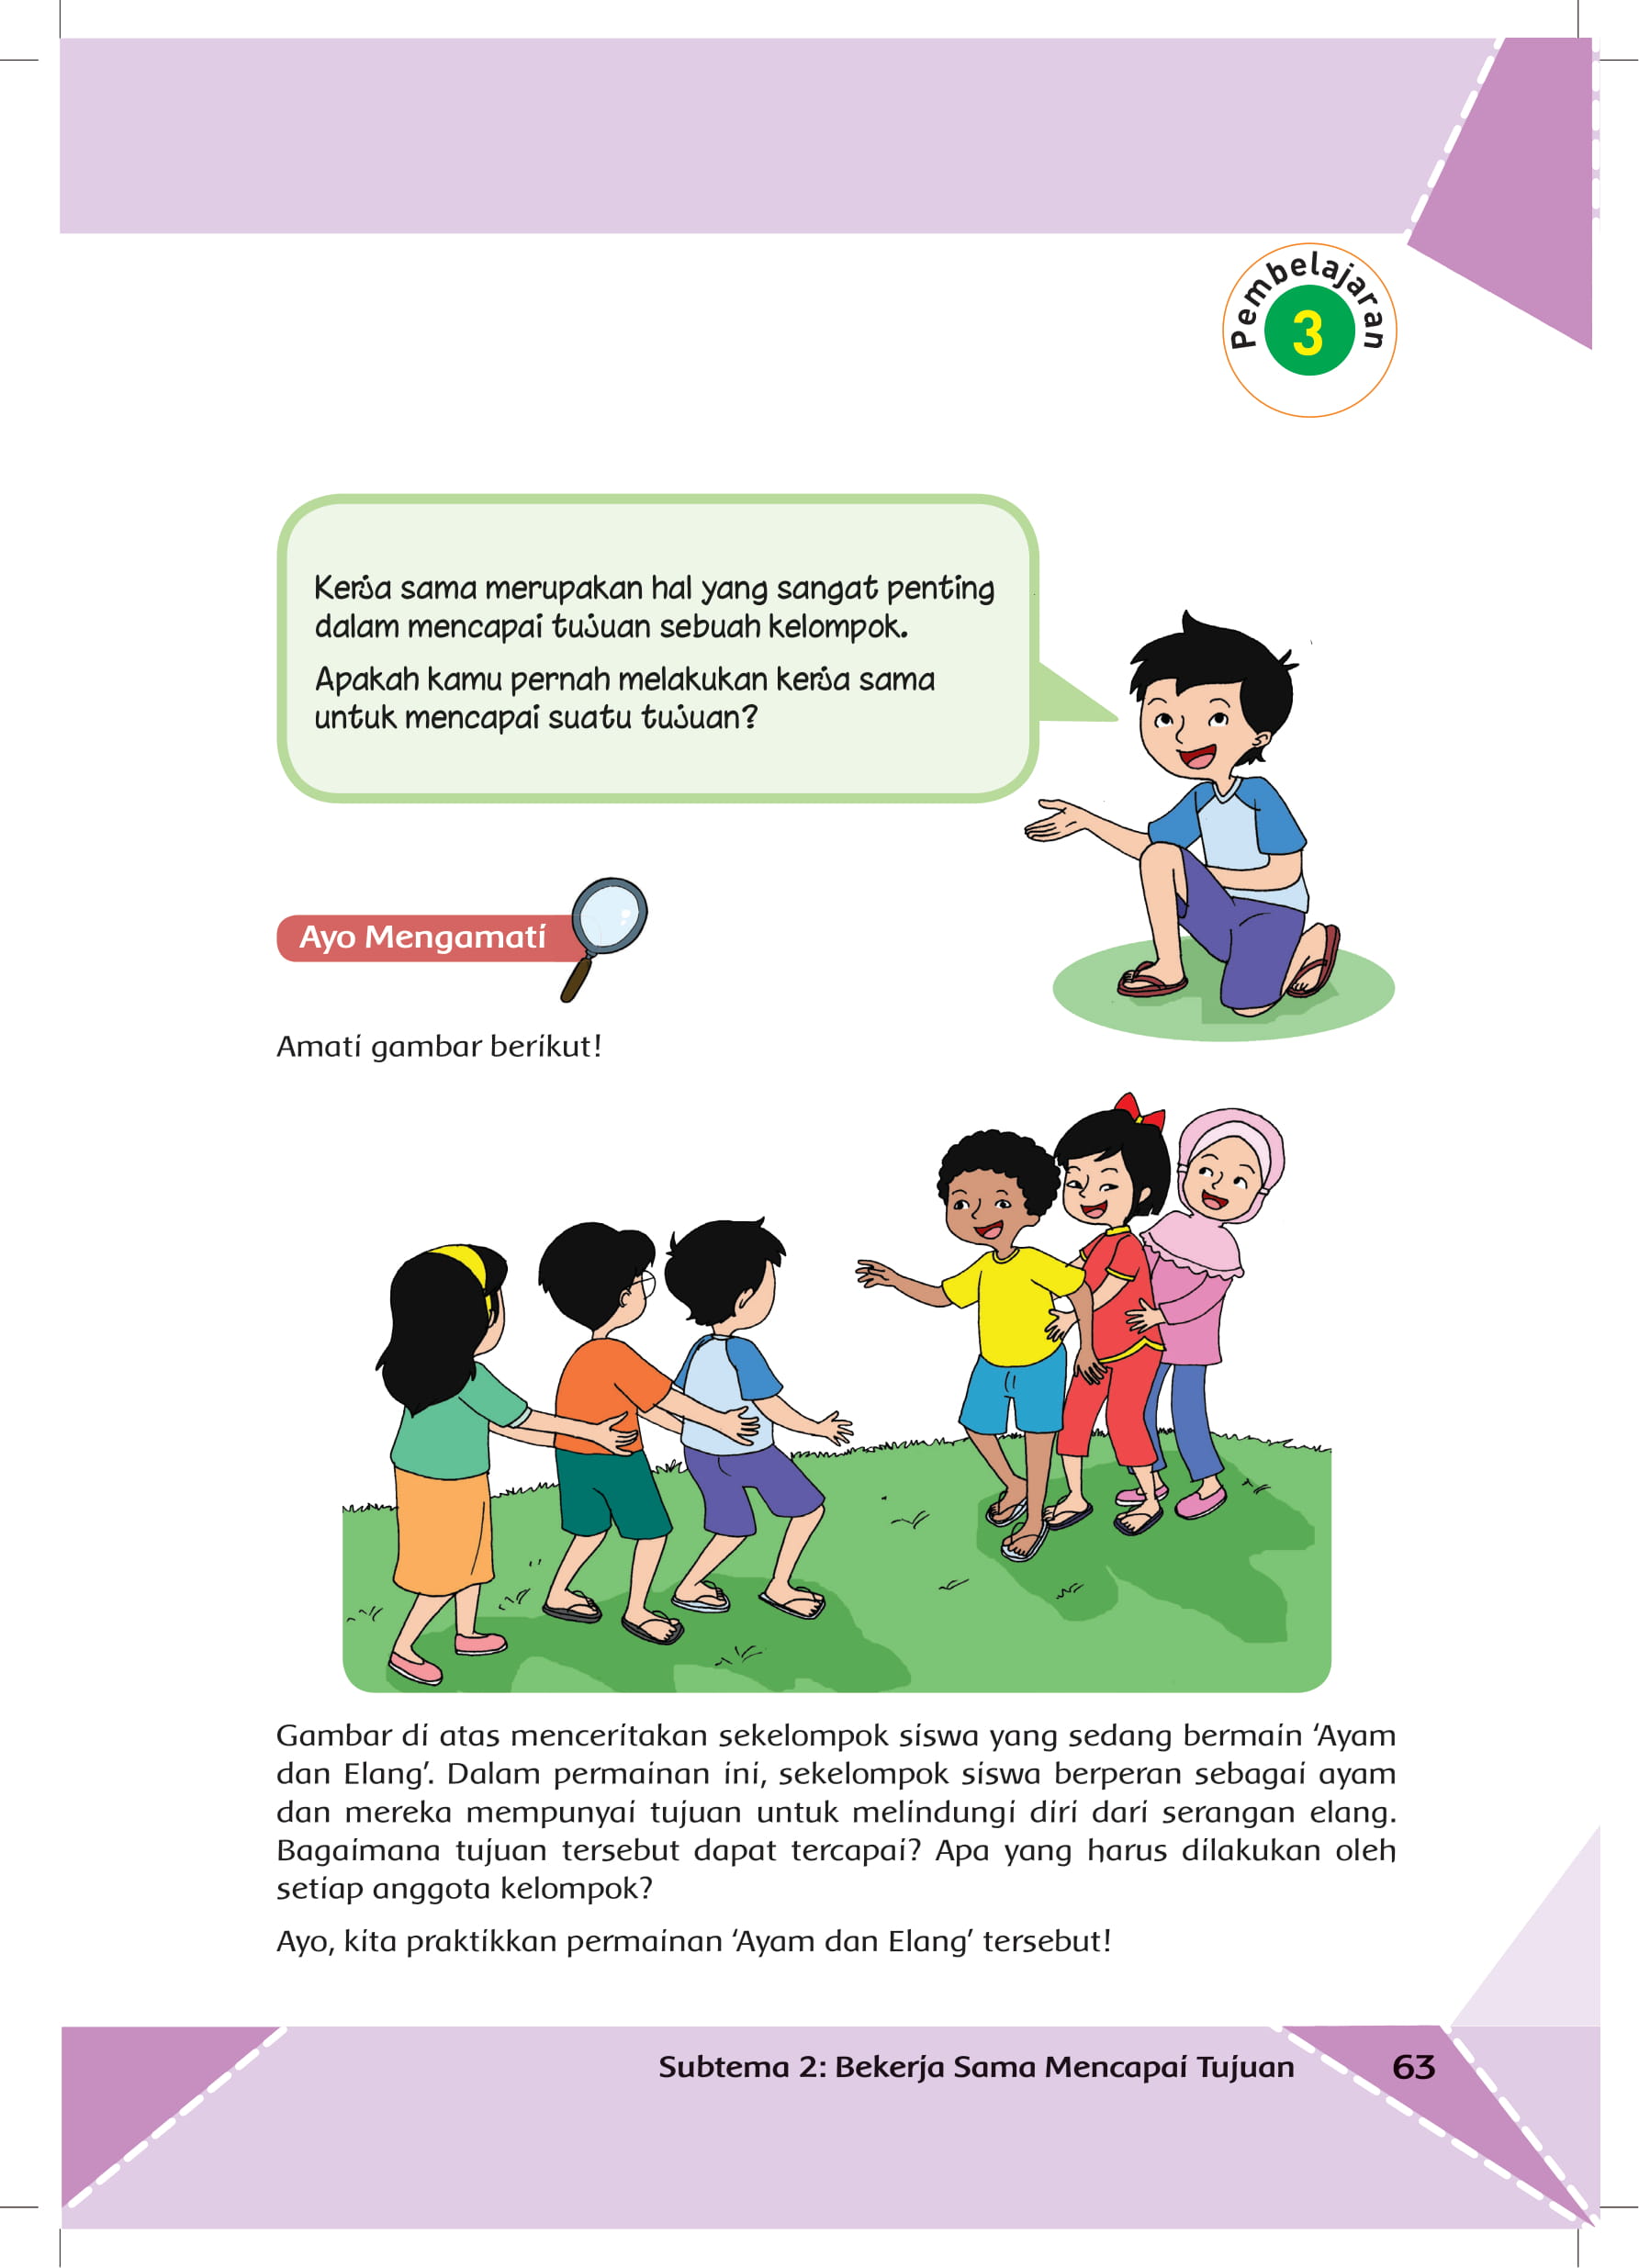 Pembelajaran
3
Kerja sama merupakan hal yang sangat penting
dalam mencapai tujuan sebuah kelompok.
Apakah kamu pernah melakukan kerja sama
untuk mencapai suatu tujuan?
Ayo Mengamati
Amati gambar berikut!
Gambar di atas menceritakan sekelompok siswa yang sedang bermain ‘Ayam
dan Elang’. Dalam permainan ini, sekelompok siswa berperan sebagai ayam
dan mereka mempunyai tujuan untuk melindungi diri dari serangan elang.
Bagaimana tujuan tersebut dapat tercapai? Apa yang harus dilakukan oleh
setiap anggota kelompok?
Ayo, kita praktikkan permainan ‘Ayam dan Elang’ tersebut!
Subtema 2: Bekerja Sama Mencapai Tujuan 63